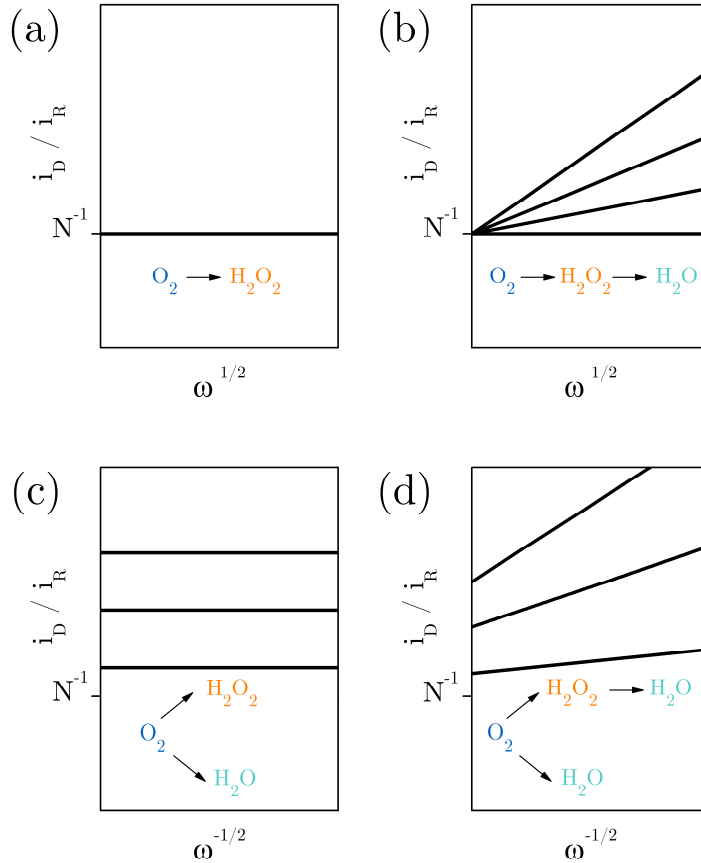 (a)
i_D / i_R
N^-1
O_2 → H_2O_2
ω^1/2
(b)
i_D / i_R
N^-1
O_2 → H_2O_2 → H_2O
ω^1/2
(c)
i_D / i_R
N^-1
H_2O_2
O_2
H_2O
ω^-1/2
(d)
i_D / i_R
N^-1
H_2O_2 → H_2O
O_2
H_2O
ω^-1/2